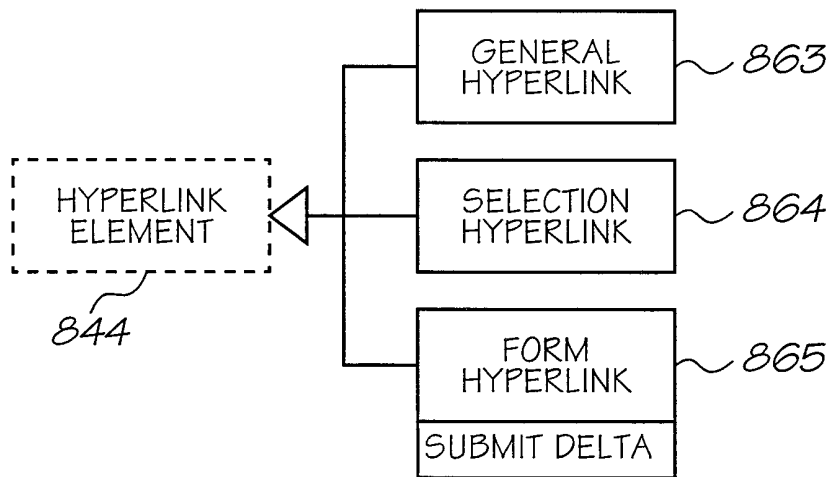 GENERAL
HYPERLINK
863
HYPERLINK
ELEMENT
844
SELECTION
HYPERLINK
864
FORM
HYPERLINK
865
SUBMIT DELTA